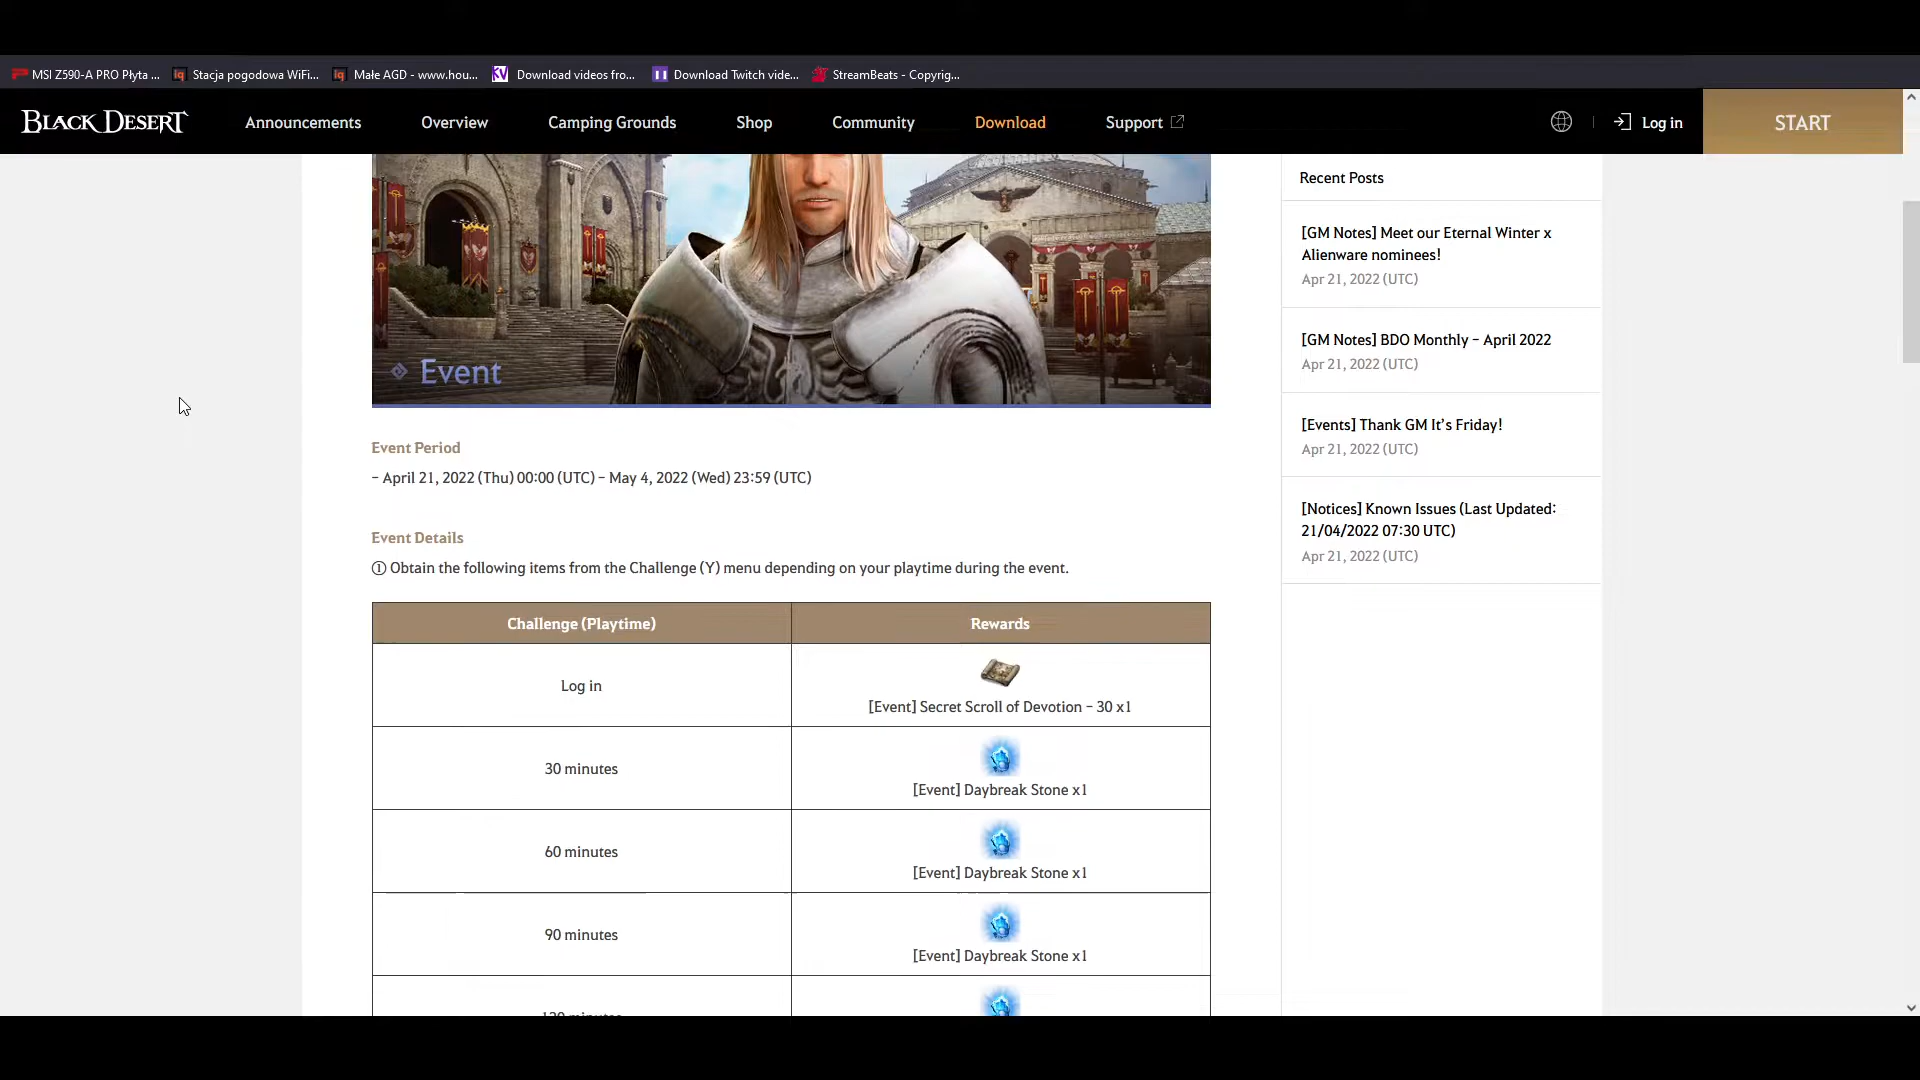 MSI Z590-A PRO Płyta ...
Stacja pogodowa WiFi...
Małe AGD - www.hou...
Download videos fro...
Download Twitch vide...
StreamBeats - Copyrig...
BLACK DESERT
Announcements
Overview
Camping Grounds
Shop
Community
Download
Support
Log in
START
Event
Event Period
- April 21, 2022 (Thu) 00:00 (UTC) - May 4, 2022 (Wed) 23:59 (UTC)
Event Details
① Obtain the following items from the Challenge (Y) menu depending on your playtime during the event.
Challenge (Playtime)
Rewards
Log in
[Event] Secret Scroll of Devotion - 30 x1
30 minutes
[Event] Daybreak Stone x1
60 minutes
[Event] Daybreak Stone x1
90 minutes
[Event] Daybreak Stone x1
Recent Posts
[GM Notes] Meet our Eternal Winter x
Alienware nominees!
Apr 21, 2022 (UTC)
[GM Notes] BDO Monthly - April 2022
Apr 21, 2022 (UTC)
[Events] Thank GM It's Friday!
Apr 21, 2022 (UTC)
[Notices] Known Issues (Last Updated:
21/04/2022 07:30 UTC)
Apr 21, 2022 (UTC)